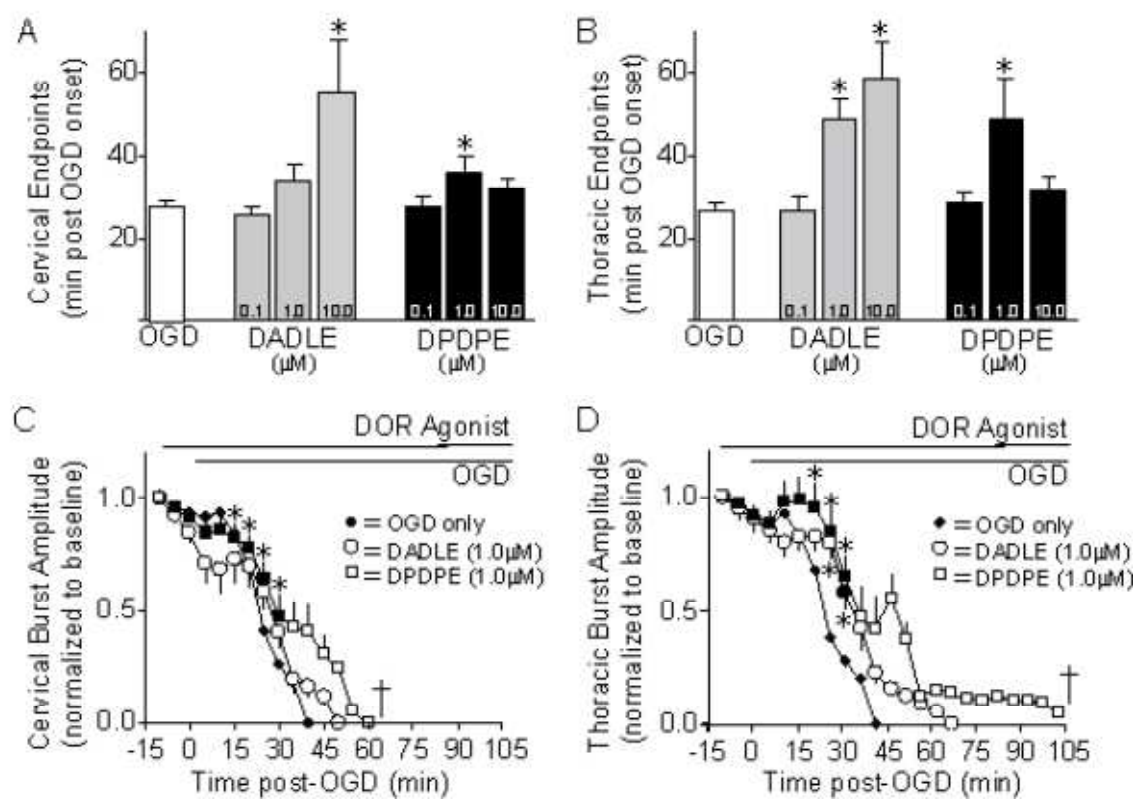 A
Cervical Endpoints
(min post OGD onset)
60
40
20
*
*
0.1 1.0 10.0
0.1 1.0 10.0
OGD DADLE DPDPE
(µM) (µM)
B
Thoracic Endpoints
(min post OGD onset)
60
40
20
*
*
*
0.1 1.0 10.0
0.1 1.0 10.0
OGD DADLE DPDPE
(µM) (µM)
C
DOR Agonist
OGD
Cervical Burst Amplitude
(normalized to baseline)
1.0
0.5
0.0
* * * *
= OGD only
= DADLE (1.0µM)
= DPDPE (1.0µM)
†
-15 0 15 30 45 60 90 105
Time post-OGD (min)
D
DOR Agonist
OGD
Thoracic Burst Amplitude
(normalized to baseline)
1.0
0.5
0.0
* * * * *
= OGD only
= DADLE (1.0µM)
= DPDPE (1.0µM)
†
-15 0 15 30 45 60 75 90 105
Time post-OGD (min)